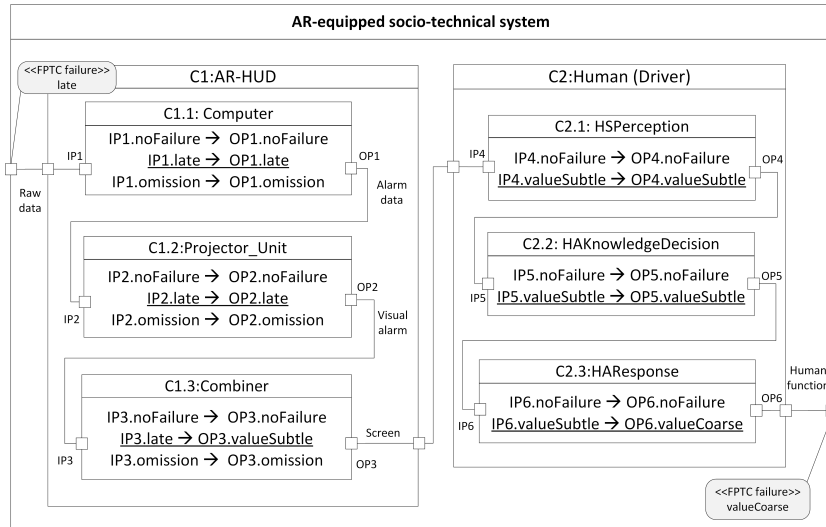 AR-equipped socio-technical system
<<FPTC failure>>
late
C1:AR-HUD
C1.1: Computer
IP1.noFailure → OP1.noFailure
IP1.late → OP1.late
IP1.omission → OP1.omission
IP1
OP1
Raw
data
Alarm
data
C1.2:Projector_Unit
IP2.noFailure → OP2.noFailure
IP2.late → OP2.late
IP2.omission → OP2.omission
IP2
OP2
Visual
alarm
C1.3:Combiner
IP3.noFailure → OP3.noFailure
IP3.late → OP3.valueSubtle
IP3.omission → OP3.omission
IP3
Screen
OP3
C2:Human (Driver)
C2.1: HSPerception
IP4.noFailure → OP4.noFailure
IP4.valueSubtle → OP4.valueSubtle
IP4
OP4
C2.2: HAKnowledgeDecision
IP5.noFailure → OP5.noFailure
IP5.valueSubtle → OP5.valueSubtle
IP5
OP5
C2.3:HAResponse
IP6.noFailure → OP6.noFailure
IP6.valueSubtle → OP6.valueCoarse
IP6
OP6
Human
function
<<FPTC failure>>
valueCoarse